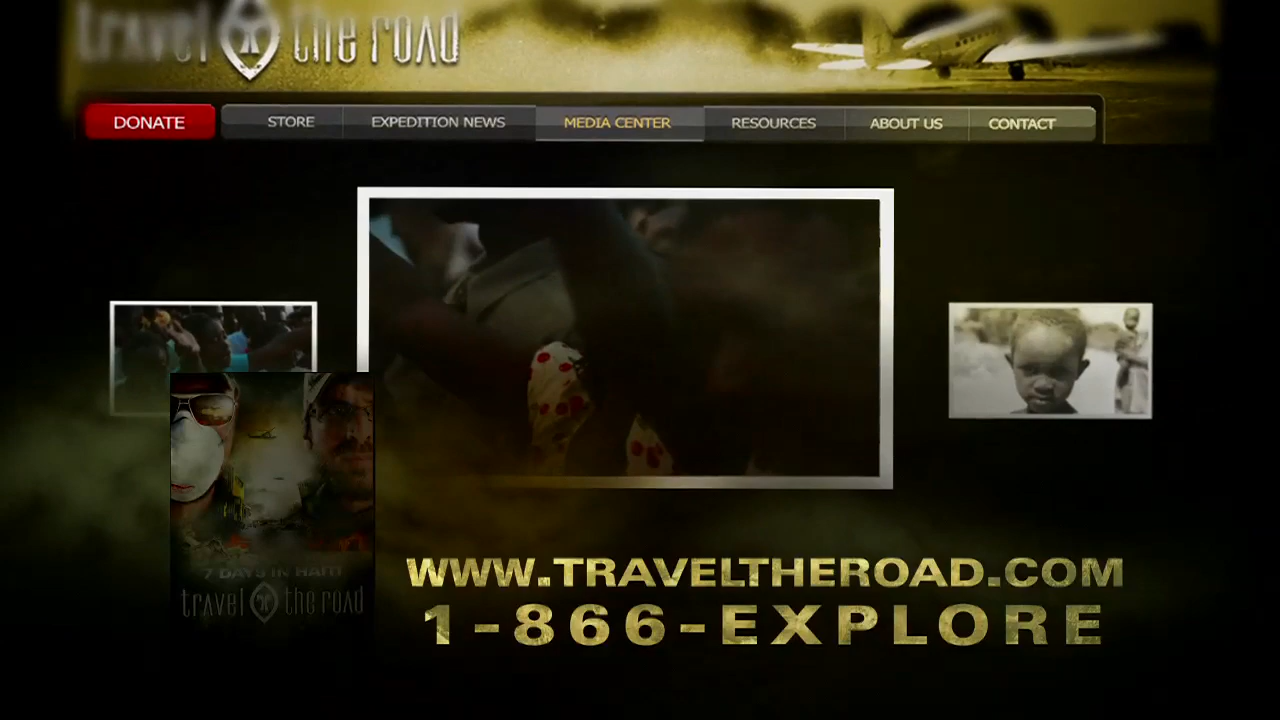 travel the road
DONATE STORE EXPEDITION NEWS MEDIA CENTER RESOURCES ABOUT US CONTACT
7 DAYS IN HAITI
travel the road
WWW.TRAVELTHEROAD.COM
1-866-EXPLORE